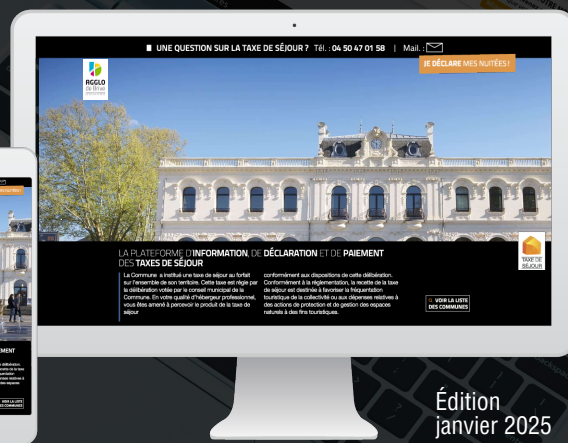 UNE QUESTION SUR LA TAXE DE SÉJOUR ? Tél. : 04 50 47 01 58 | Mail. :
JE DÉCLARE MES NUITÉES !
AGGLO
de Brive
LA PLATEFORME D'INFORMATION, DE DÉCLARATION ET DE PAIEMENT
DES TAXES DE SÉJOUR
La Commune a institué une taxe de séjour au forfait
sur l'ensemble de son territoire. Cette taxe est régie par
la délibération votée par le conseil municipal de la
Commune. En votre qualité d'hébergeur professionnel,
vous êtes amené à percevoir le produit de la taxe de
séjour
conformément aux dispositions de cette délibération.
Conformément à la réglementation, la recette de la taxe
de séjour est destinée à favoriser la fréquentation
touristique de la collectivité ou aux dépenses relatives à
des actions de protection et de gestion des espaces
naturels à des fins touristiques.
TAXE DE
SÉJOUR
VOIR LA LISTE
DES COMMUNES
VOIR LA LISTE
DES COMMUNES
Édition
janvier 2025